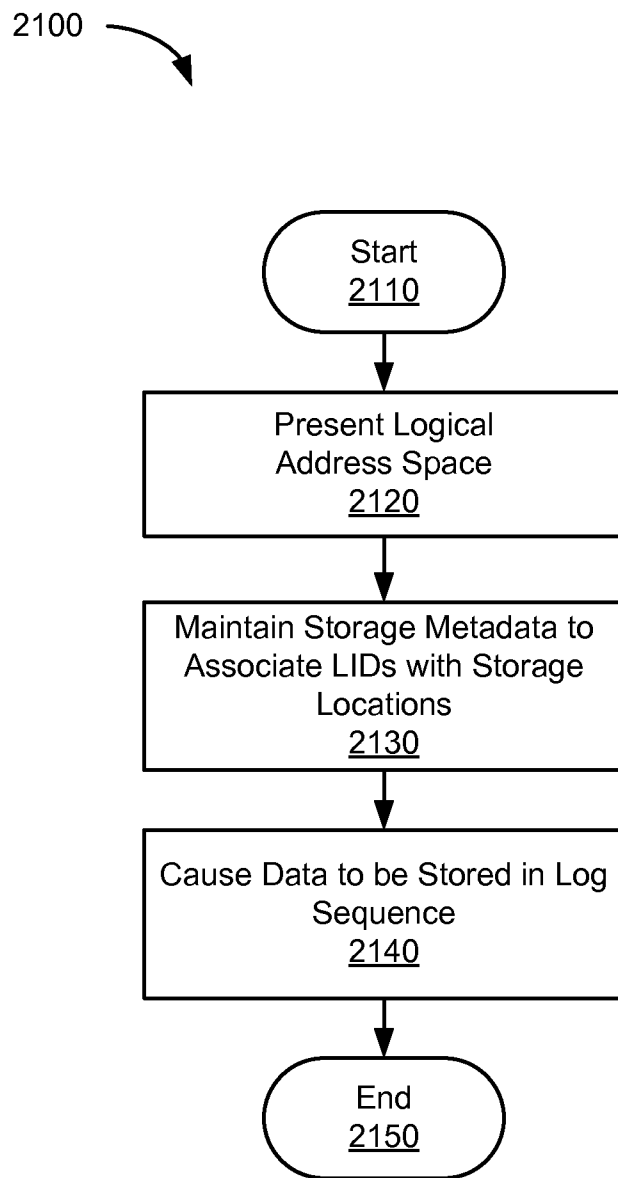 2100
Start
2110
Present Logical
Address Space
2120
Maintain Storage Metadata to
Associate LIDs with Storage
Locations
2130
Cause Data to be Stored in Log
Sequence
2140
End
2150